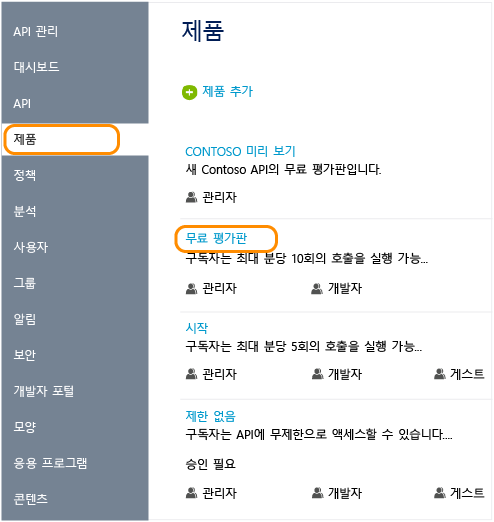 API 관리
대시보드
API
제품
정책
분석
사용자
그룹
알림
보안
개발자 포털
모양
응용 프로그램
콘텐츠
제품
제품 추가
CONTOSO 미리 보기
새 Contoso API의 무료 평가판입니다.
관리자
무료 평가판
구독자는 최대 분당 10회의 호출을 실행 가능...
관리자 개발자
시작
구독자는 최대 분당 5회의 호출을 실행 가능...
관리자 개발자 게스트
제한 없음
구독자는 API에 무제한으로 액세스할 수 있습니다....
승인 필요
관리자 개발자 게스트